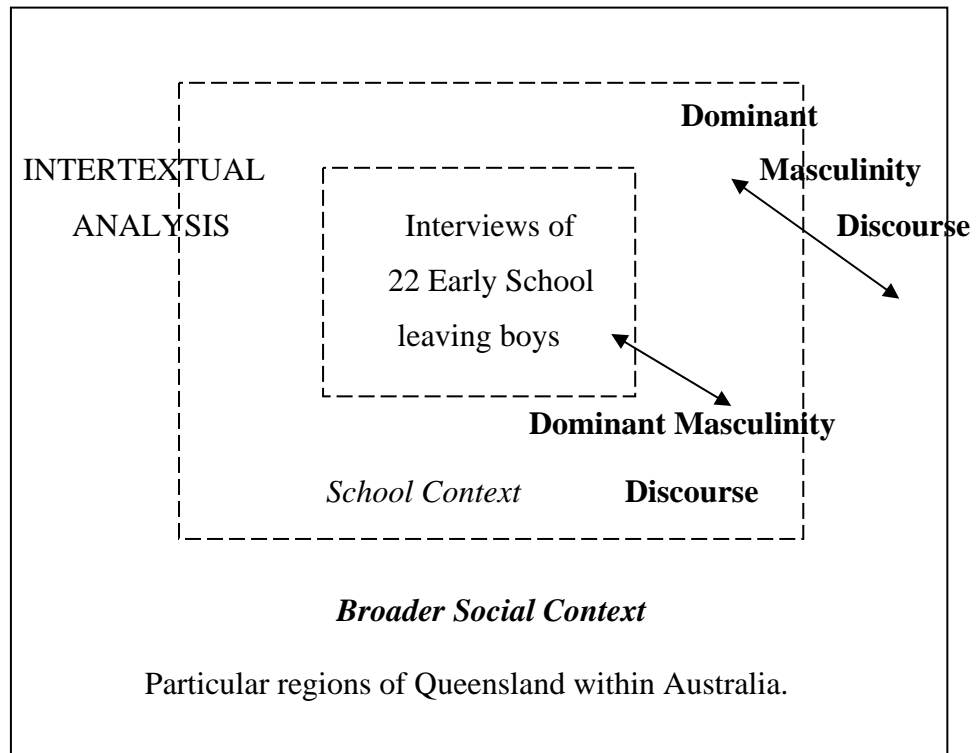 Dominant
Masculinity
Discourse
INTERTEXTUAL
ANALYSIS
Interviews of
22 Early School
leaving boys
Dominant Masculinity
School Context Discourse
Broader Social Context
Particular regions of Queensland within Australia.